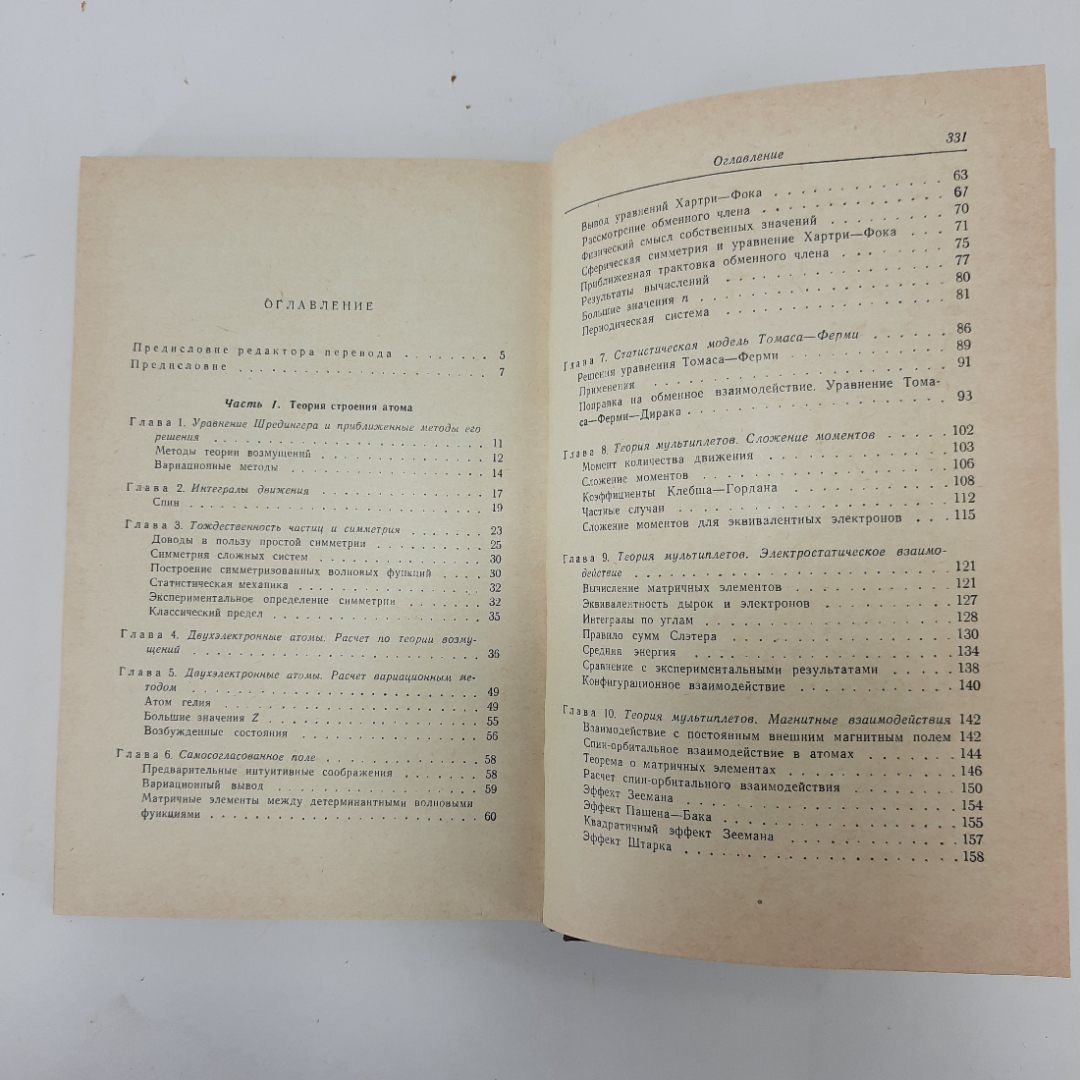 ОГЛАВЛЕНИЕ
Предисловие редактора перевода . . . . . . . 5
Предисловие . . . . . . . . . . . . . . . . . . 7
Часть I. Теория строения атома
Глава 1. Уравнение Шредингера и приближенные методы его
решения . . . . . . . . . . . . . . . . . . . . 11
Методы теории возмущений . . . . . . . . . . . . 12
Вариационные методы . . . . . . . . . . . . . . 14
Глава 2. Интегралы движения . . . . . . . . . . . 17
Спин . . . . . . . . . . . . . . . . . . . . . 19
Глава 3. Тождественность частиц и симметрия . . . . . 23
Доводы в пользу простой симметрии . . . . . . . . 25
Симметрия сложных систем . . . . . . . . . . . . 30
Построение симметризованных волновых функций . . . . 30
Статистическая механика . . . . . . . . . . . . . 32
Экспериментальное определение симметрии . . . . . . 32
Классический предел . . . . . . . . . . . . . . 35
Глава 4. Двухэлектронные атомы. Расчет по теории возму-
щений . . . . . . . . . . . . . . . . . . . . . 36
Глава 5. Двухэлектронные атомы. Расчет вариационным ме-
тодом . . . . . . . . . . . . . . . . . . . . . 49
Атом гелия . . . . . . . . . . . . . . . . . . 49
Большие значения Z . . . . . . . . . . . . . . . 55
Возбужденные состояния . . . . . . . . . . . . . 56
Глава 6. Самосогласованное поле . . . . . . . . . . 58
Предварительные интуитивные соображения . . . . . . 58
Вариационный вывод . . . . . . . . . . . . . . . 59
Матричные элементы между детерминантными волновыми
функциями . . . . . . . . . . . . . . . . . . . 60
Оглавление 331
Вывод уравнений Хартри—Фока . . . . . . . . . . 63
Рассмотрение обменного члена . . . . . . . . . . 67
Физический смысл собственных значений . . . . . . 70
Сферическая симметрия и уравнение Хартри—Фока . . . 71
Приближенная трактовка обменного члена . . . . . . 75
Результаты вычислений . . . . . . . . . . . . . 77
Большие значения n . . . . . . . . . . . . . . . 80
Периодическая система . . . . . . . . . . . . . 81
Глава 7. Статистическая модель Томаса—Ферми . . . . . 86
Решения уравнения Томаса—Ферми . . . . . . . . . 89
Применения . . . . . . . . . . . . . . . . . . 91
Поправка на обменное взаимодействие. Уравнение Тома-
са—Ферми—Дирака . . . . . . . . . . . . . . . . 93
Глава 8. Теория мультиплетов. Сложение моментов . . . . 102
Момент количества движения . . . . . . . . . . . 103
Сложение моментов . . . . . . . . . . . . . . . 106
Коэффициенты Клебша—Гордана . . . . . . . . . . 108
Частные случаи . . . . . . . . . . . . . . . . . 112
Сложение моментов для эквивалентных электронов . . . 115
Глава 9. Теория мультиплетов. Электростатическое взаимо-
действие . . . . . . . . . . . . . . . . . . . . 121
Вычисление матричных элементов . . . . . . . . . 121
Эквивалентность дырок и электронов . . . . . . . . 127
Интегралы по углам . . . . . . . . . . . . . . . 128
Правило сумм Слэтера . . . . . . . . . . . . . . 130
Средняя энергия . . . . . . . . . . . . . . . . 134
Сравнение с экспериментальными результатами . . . . 138
Конфигурационное взаимодействие . . . . . . . . . 140
Глава 10. Теория мультиплетов. Магнитные взаимодействия 142
Взаимодействие с постоянным внешним магнитным полем 142
Спин-орбитальное взаимодействие в атомах . . . . . 144
Теорема о матричных элементах . . . . . . . . . . 146
Расчет спин-орбитального взаимодействия . . . . . . 150
Эффект Зеемана . . . . . . . . . . . . . . . . . 154
Эффект Пашена—Бака . . . . . . . . . . . . . . . 155
Квадратичный эффект Зеемана . . . . . . . . . . . 157
Эффект Штарка . . . . . . . . . . . . . . . . . 158